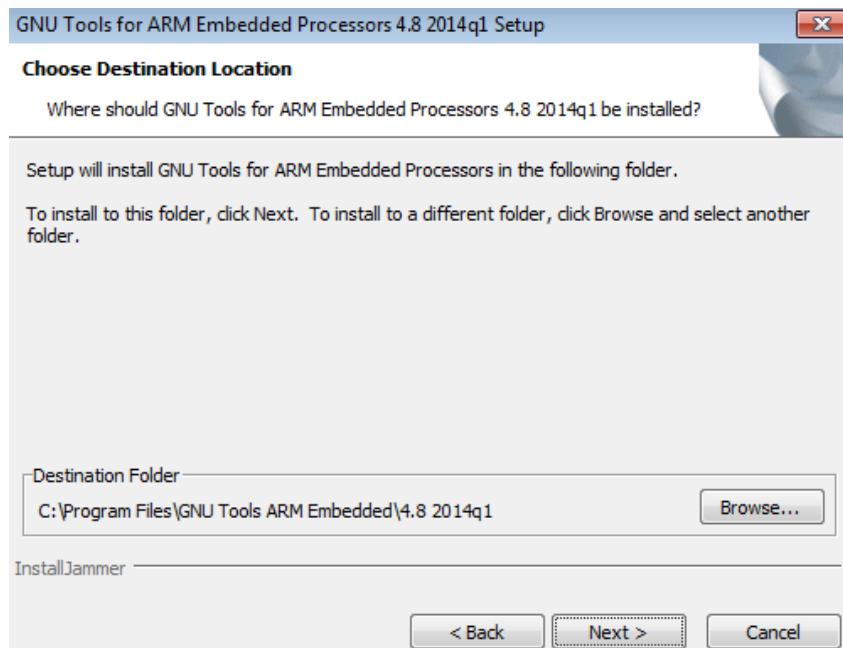 GNU Tools for ARM Embedded Processors 4.8 2014q1 Setup
Choose Destination Location
Where should GNU Tools for ARM Embedded Processors 4.8 2014q1 be installed?
Setup will install GNU Tools for ARM Embedded Processors in the following folder.
To install to this folder, click Next.  To install to a different folder, click Browse and select another
folder.
Destination Folder
C:\Program Files\GNU Tools ARM Embedded\4.8 2014q1
Browse...
InstallJammer
< Back
Next >
Cancel